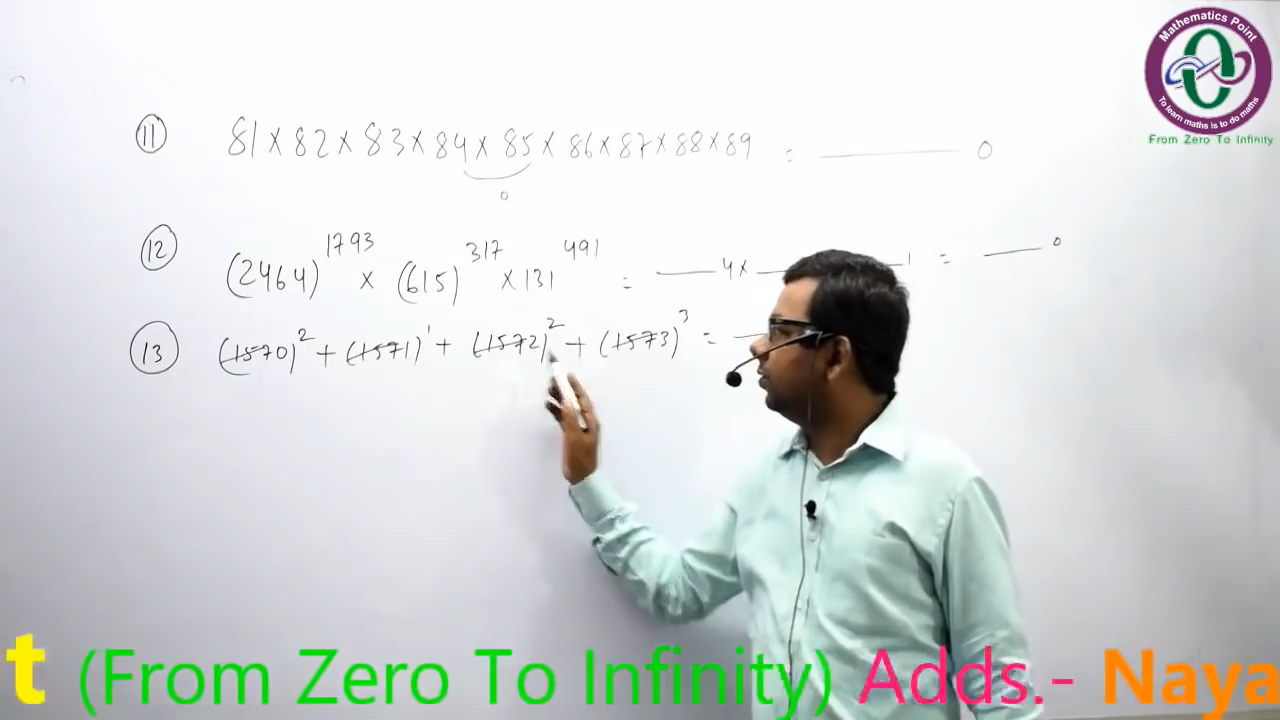 Mathematics Point
To learn maths is to do maths
From Zero To Infinity
(11) 81 × 82 × 83 × 84 × 85 × 86 × 87 × 88 × 89 = ——— 0
0
(12) (2464)^1793 × (615)^317 × 131^491 = —— 4 × —— 1 = —— 0
(13) (1570)^2 + (1571)^1 + (1572)^2 + (1573)^3 = —
t (From Zero To Infinity) Adds.- Naya